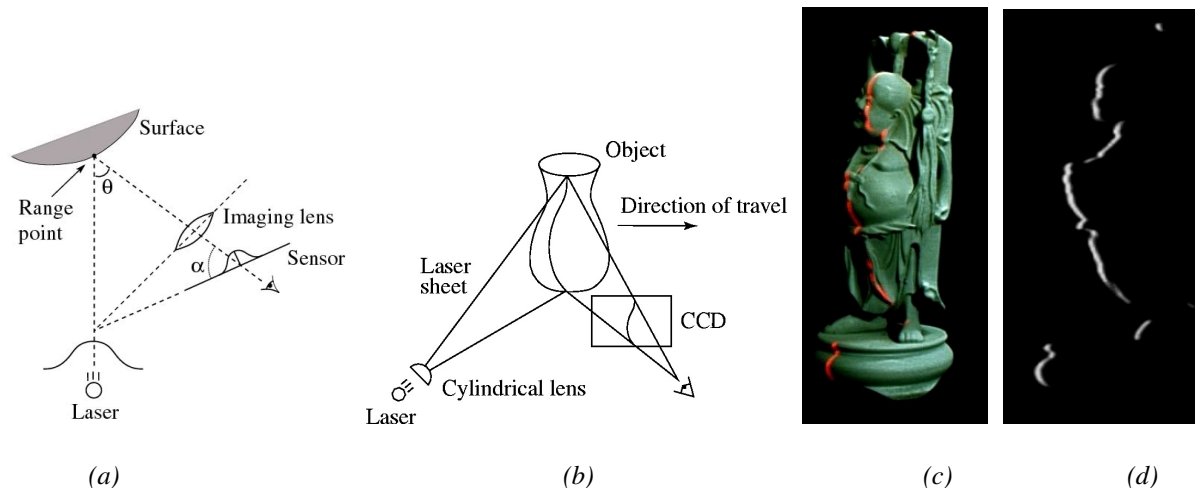 Surface
θ
Range
point
Imaging lens
Sensor
α
Laser
(a)
Object
Direction of travel
Laser
sheet
CCD
Cylindrical lens
Laser
(b)
(c)
(d)